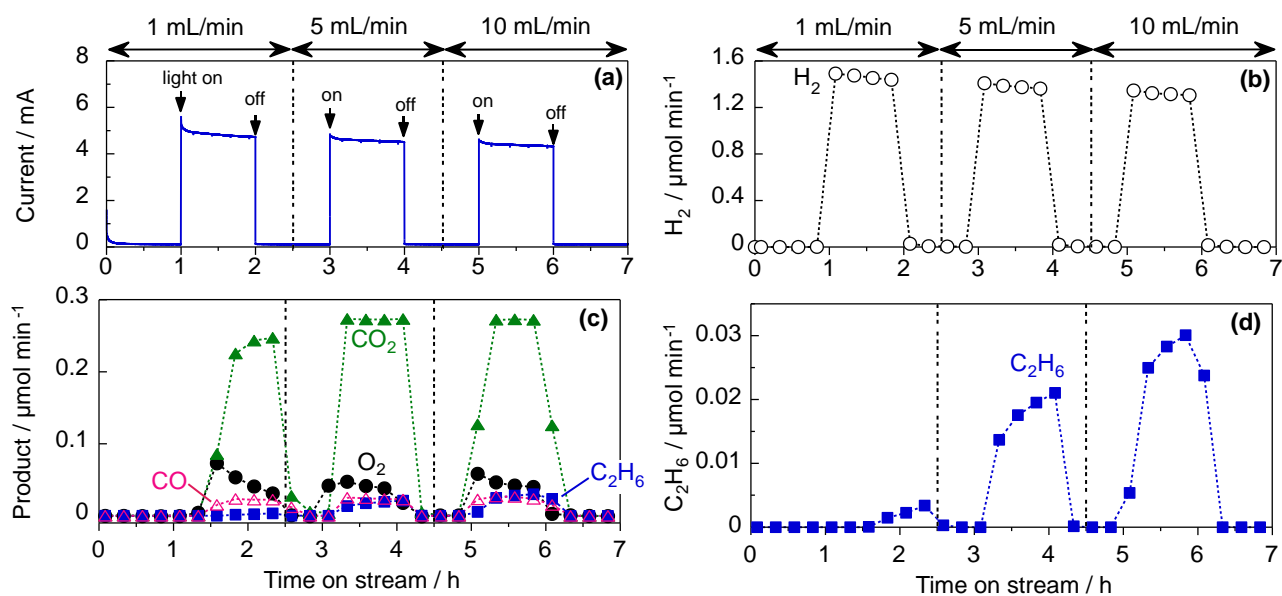 1 mL/min 5 mL/min 10 mL/min
8
6
4
2
0
Current / mA
light on
off
on
off
on
off
(a)
0 1 2 3 4 5 6 7
1 mL/min 5 mL/min 10 mL/min
1.6
1.2
0.8
0.4
0
H2 / µmol min−1
H2
(b)
0 1 2 3 4 5 6 7
0.3
0.2
0.1
0
Product / µmol min−1
CO2
CO
O2
C2H6
(c)
0 1 2 3 4 5 6 7
Time on stream / h
0.03
0.02
0.01
0
C2H6 / µmol min−1
C2H6
(d)
0 1 2 3 4 5 6 7
Time on stream / h